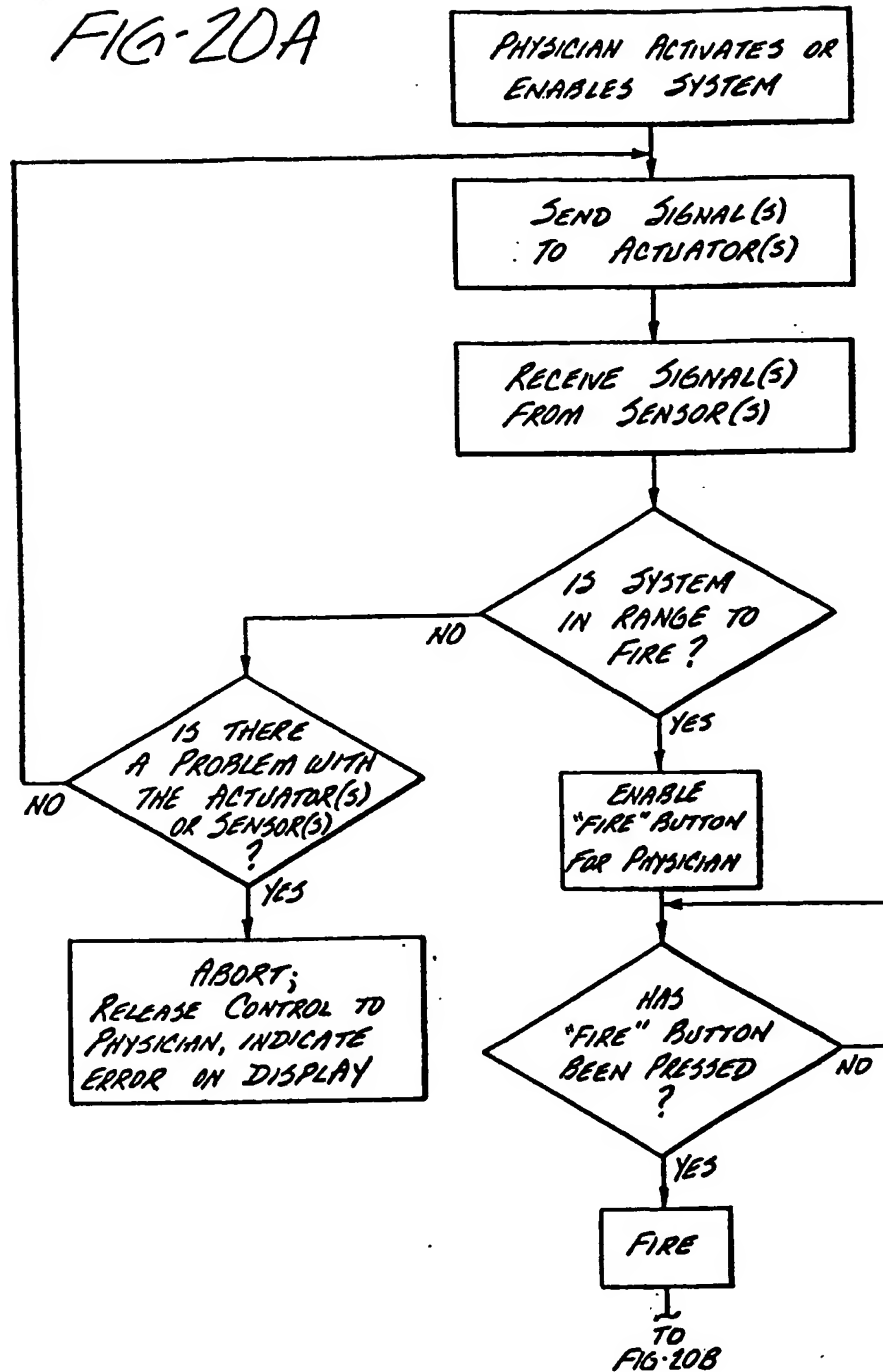 FIG-20A
PHYSICIAN ACTIVATES OR
ENABLES SYSTEM
SEND SIGNAL(S)
TO ACTUATOR(S)
RECEIVE SIGNAL(S)
FROM SENSOR(S)
IS SYSTEM
IN RANGE TO
FIRE?
NO
YES
IS THERE
A PROBLEM WITH
THE ACTUATOR(S)
OR SENSOR(S)
?
NO
YES
ABORT;
RELEASE CONTROL TO
PHYSICIAN, INDICATE
ERROR ON DISPLAY
ENABLE
"FIRE" BUTTON
FOR PHYSICIAN
HAS
"FIRE" BUTTON
BEEN PRESSED
?
NO
YES
FIRE
TO
FIG-20B